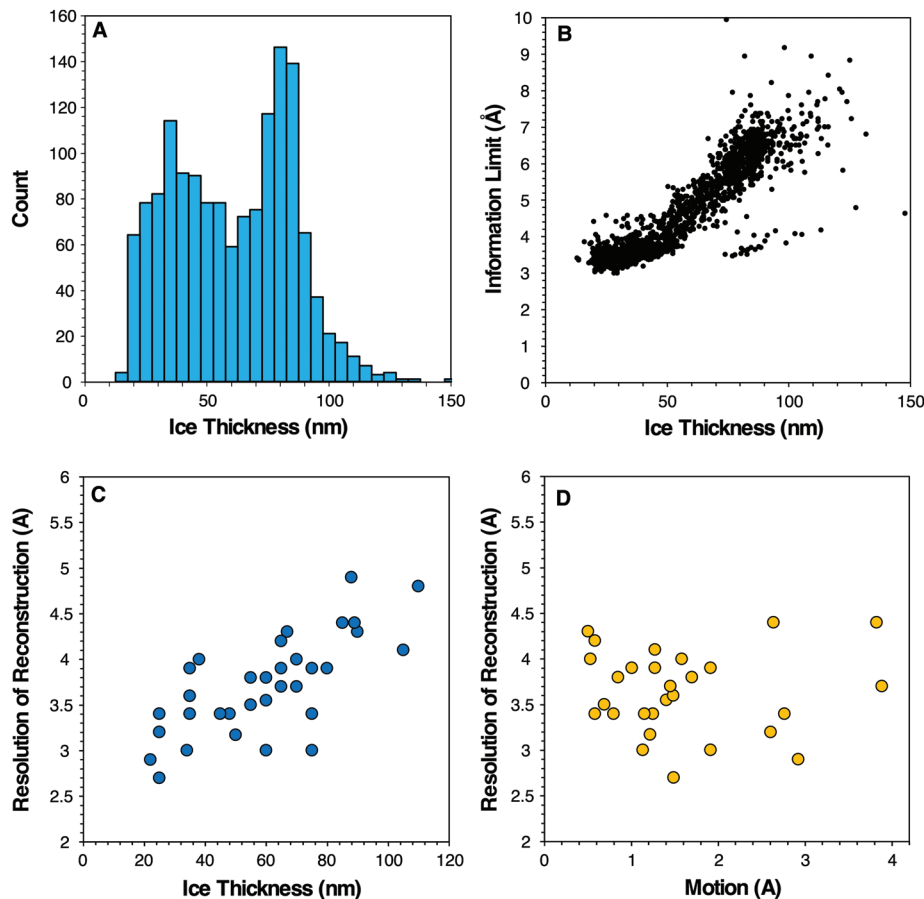 A
160
140
120
100
80
60
40
20
0
Count
0 50 100 150
Ice Thickness (nm)
B
10
9
8
7
6
5
4
3
2
1
0
Information Limit (Å)
0 50 100 150
Ice Thickness (nm)
C
6
5.5
5
4.5
4
3.5
3
2.5
2
Resolution of Reconstruction (A)
0 20 40 60 80 100 120
Ice Thickness (nm)
D
6
5.5
5
4.5
4
3.5
3
2.5
2
Resolution of Reconstruction (A)
0 1 2 3 4
Motion (A)